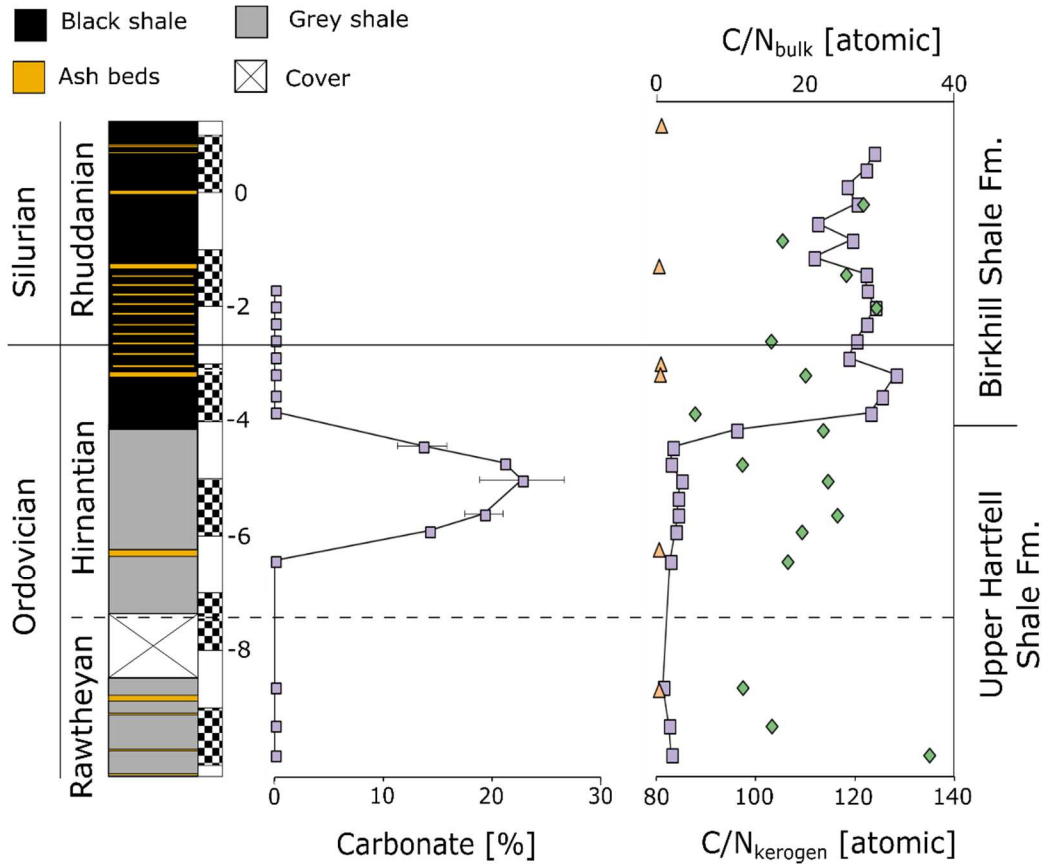 Black shale
Grey shale
Ash beds
Cover
C/Nbulk [atomic]
0 20 40
Silurian
Rhuddanian
Ordovician
Hirnantian
Rawtheyan
0
-2
-4
-6
-8
Birkhill Shale Fm.
Upper Hartfell
Shale Fm.
0 10 20 30
Carbonate [%]
80 100 120 140
C/Nkerogen [atomic]